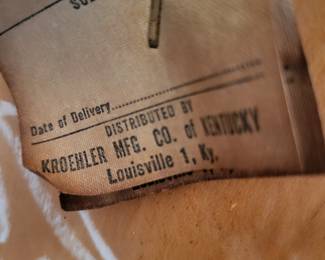 Date of Delivery
DISTRIBUTED BY
KROEHLER MFG. CO. of KENTUCKY
Louisville 1, Ky.